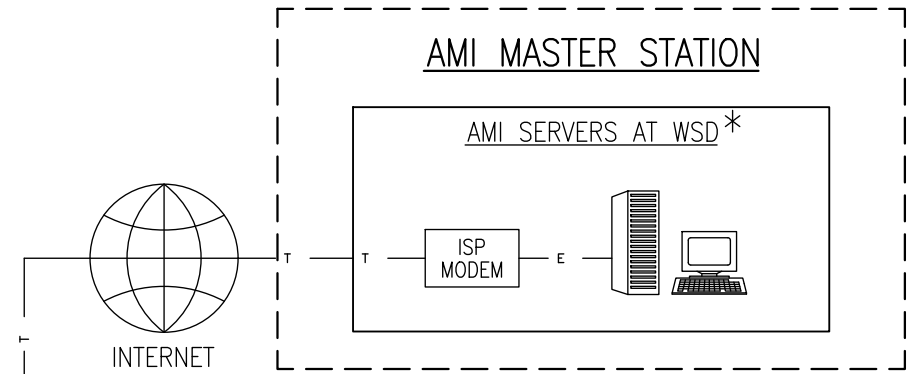 AMI MASTER STATION
AMI SERVERS AT WSD*
ISP
MODEM
T
T
E
T
INTERNET